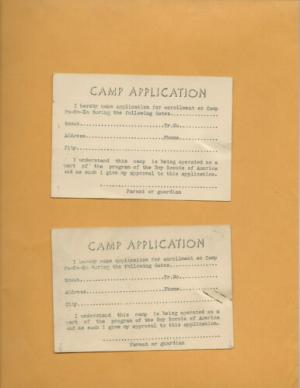 CAMP APPLICATION
I hereby make application for enrollment at Camp
during the following dates
Name Tr.No.
Address Phone
City
I understand this camp is being operated as a
part of the program of the Boy Scouts of America
and as such I give my approval to this application.
Parent or guardian
CAMP APPLICATION
I hereby make application for enrollment at Camp
during the following dates
Name Tr.No.
Address Phone
City
I understand this camp is being operated as a
part of the program of the Boy Scouts of America
and as such I give my approval to this application.
Parent or guardian